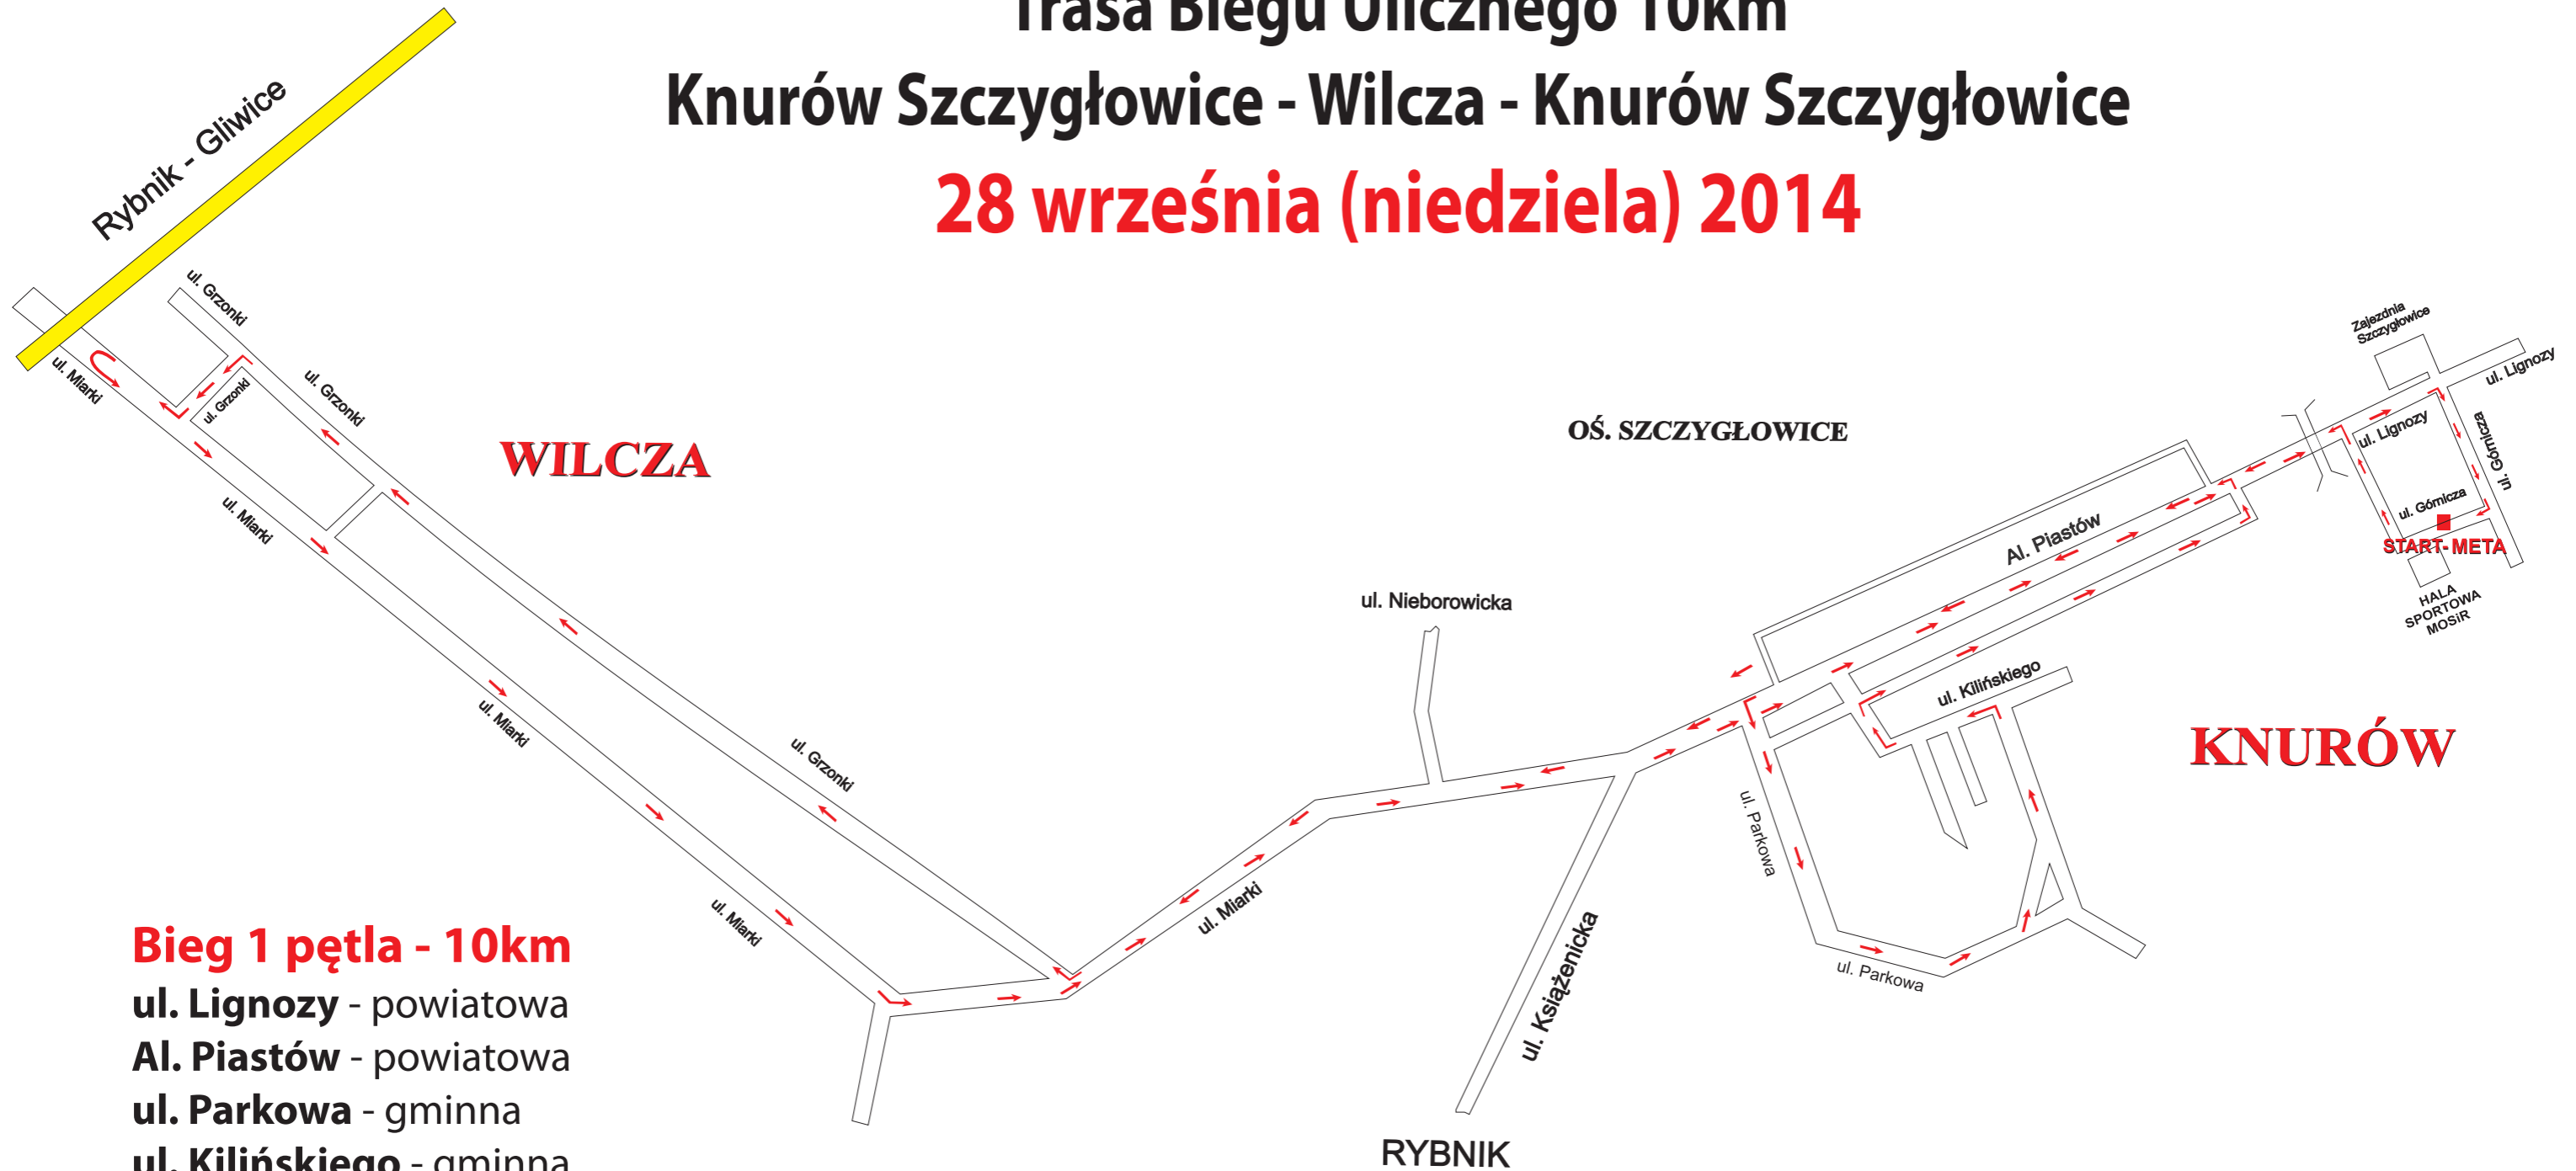 Trasa Biegu Ulicznego 10km
Knurów Szczygłowice - Wilcza - Knurów Szczygłowice
28 września (niedziela) 2014
Rybnik - Gliwice
ul. Grzonki
ul. Miarki
ul. Grzonki
ul. Grzonki
WILCZA
ul. Miarki
ul. Miarki
ul. Grzonki
ul. Miarki
ul. Miarki
OŚ. SZCZYGŁOWICE
ul. Nieborowicka
ul. Książenicka
RYBNIK
Al. Piastów
ul. Kilińskiego
ul. Parkowa
ul. Parkowa
KNURÓW
Zajezdnia
Szczygłowice
ul. Lignozy
ul. Lignozy
ul. Górnicza
ul. Górnicza
START-META
HALA
SPORTOWA
MOSiR
Bieg 1 pętla - 10km
ul. Lignozy - powiatowa
Al. Piastów - powiatowa
ul. Parkowa - gminna
ul. Kilińskiego - gminna